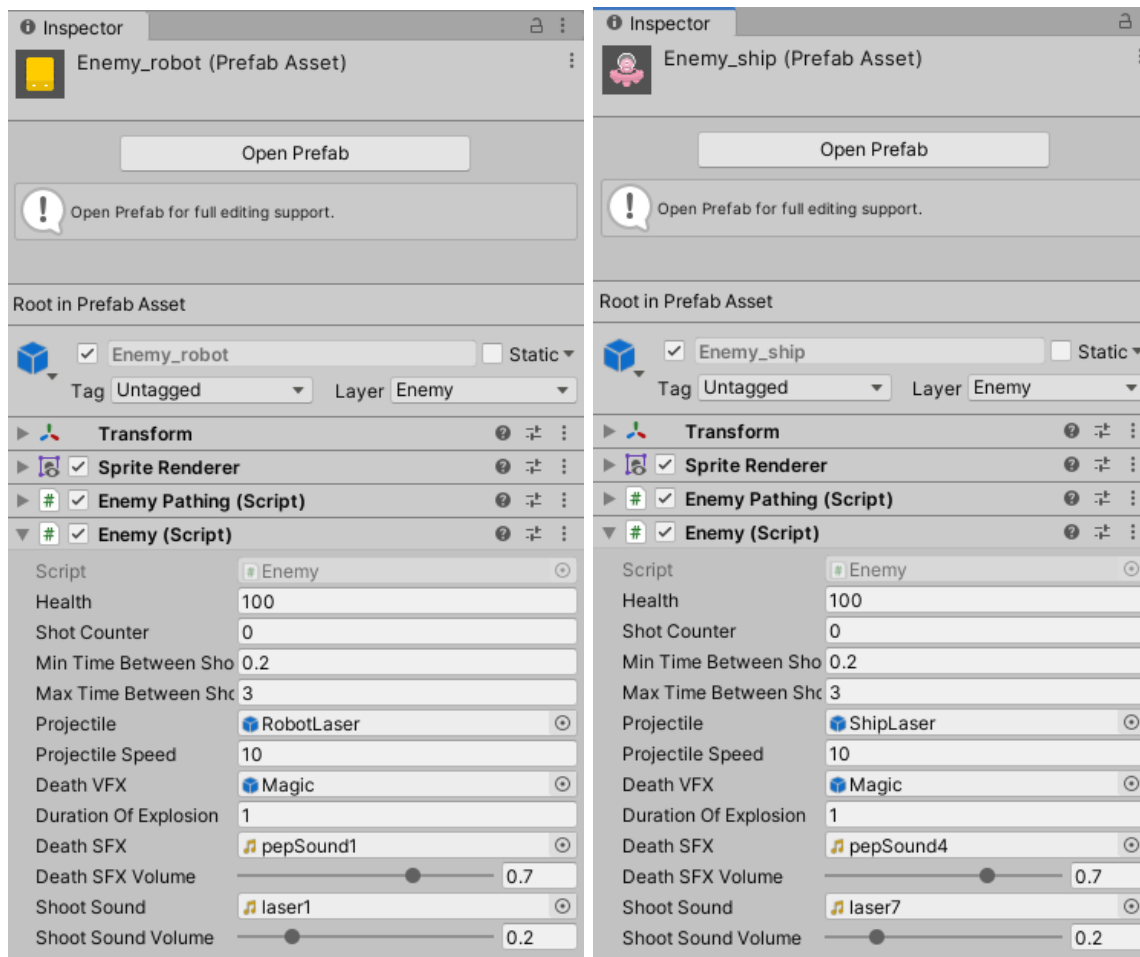 Inspector
Enemy_robot (Prefab Asset)
Open Prefab
Open Prefab for full editing support.
Root in Prefab Asset
Enemy_robot Static
Tag Untagged Layer Enemy
Transform
Sprite Renderer
# Enemy Pathing (Script)
# Enemy (Script)
Script # Enemy
Health 100
Shot Counter 0
Min Time Between Sho 0.2
Max Time Between Sho 3
Projectile RobotLaser
Projectile Speed 10
Death VFX Magic
Duration Of Explosion 1
Death SFX pepSound1
Death SFX Volume 0.7
Shoot Sound laser1
Shoot Sound Volume 0.2
Inspector
Enemy_ship (Prefab Asset)
Open Prefab
Open Prefab for full editing support.
Root in Prefab Asset
Enemy_ship Static
Tag Untagged Layer Enemy
Transform
Sprite Renderer
# Enemy Pathing (Script)
# Enemy (Script)
Script # Enemy
Health 100
Shot Counter 0
Min Time Between Sho 0.2
Max Time Between Sho 3
Projectile ShipLaser
Projectile Speed 10
Death VFX Magic
Duration Of Explosion 1
Death SFX pepSound4
Death SFX Volume 0.7
Shoot Sound laser7
Shoot Sound Volume 0.2